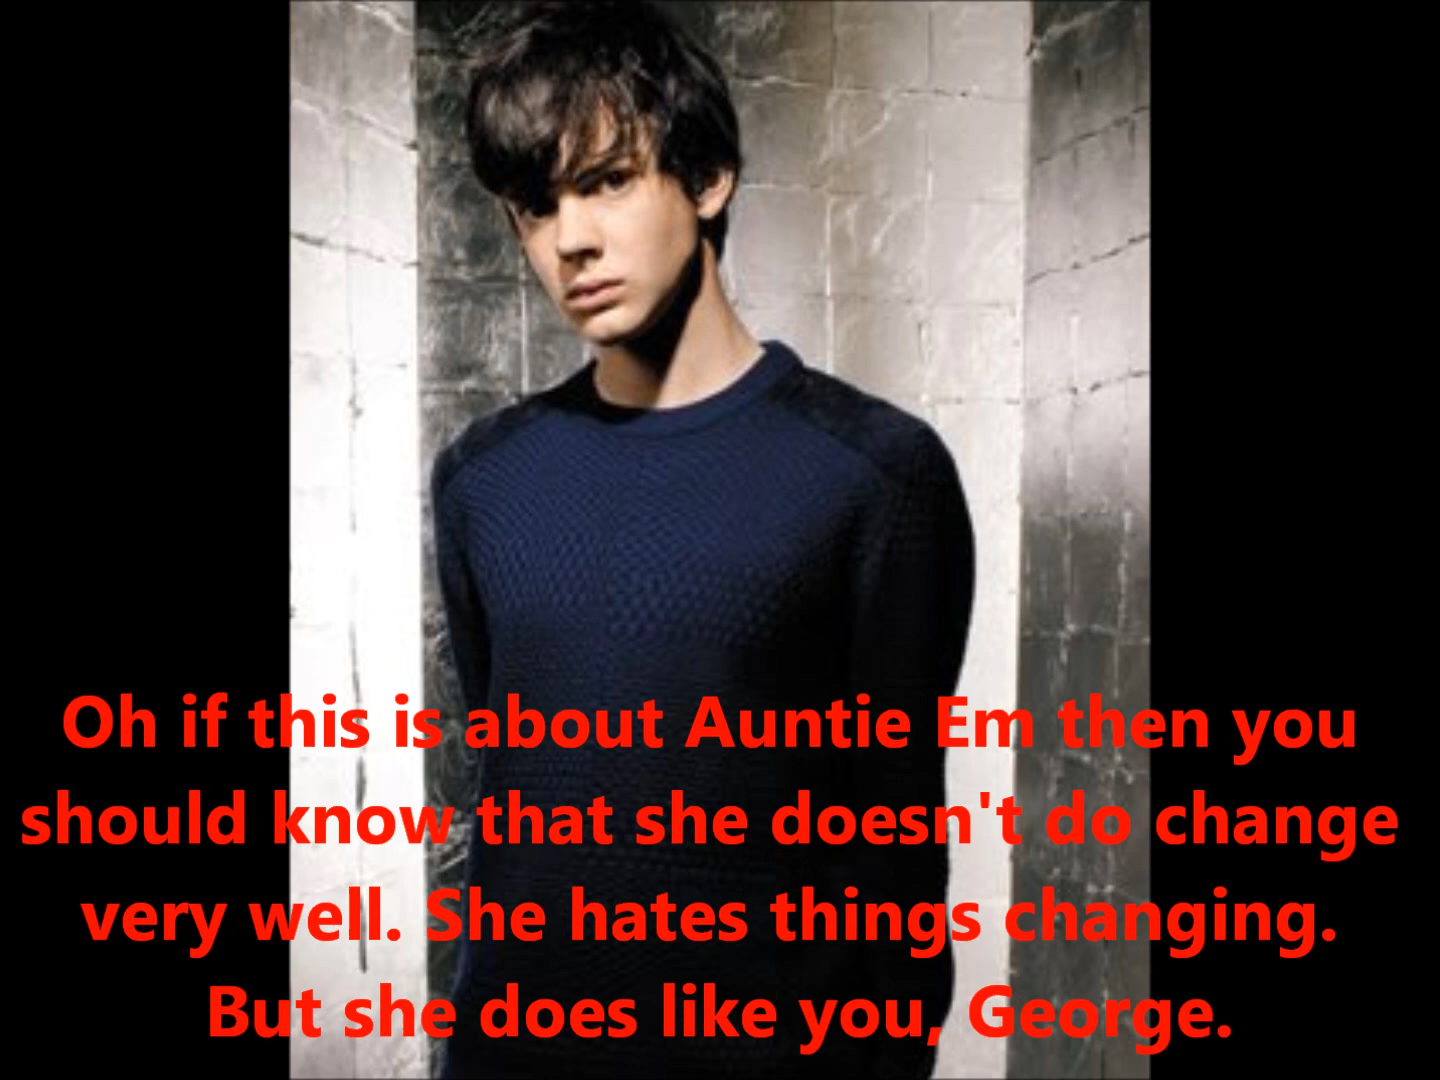 Oh if this is about Auntie Em then you
should know that she doesn't do change
very well. She hates things changing.
But she does like you, George.